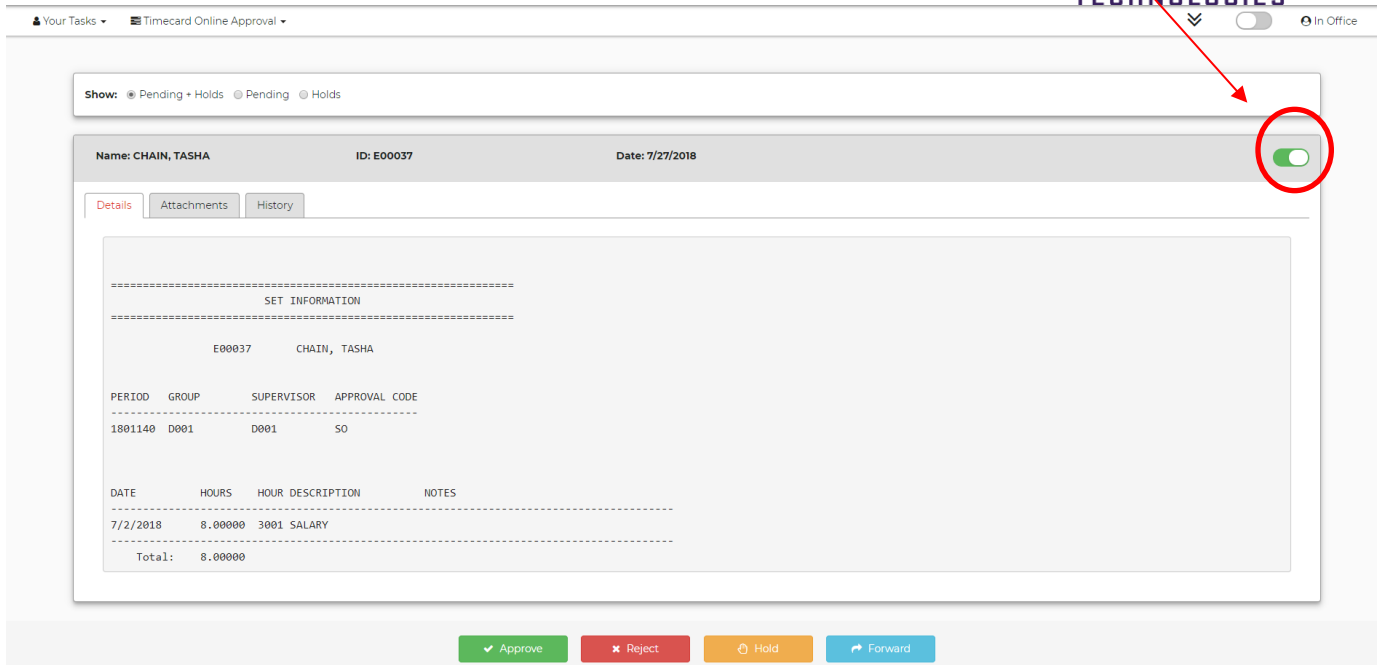 TECHNOLOGIES
Your Tasks Timecard Online Approval In Office
Show: Pending + Holds Pending Holds
Name: CHAIN, TASHA ID: E00037 Date: 7/27/2018
Details Attachments History
==============================================================
SET INFORMATION
==============================================================
E00037 CHAIN, TASHA
PERIOD GROUP SUPERVISOR APPROVAL CODE
------------------------------------------------
1801140 D001 D001 SO
DATE HOURS HOUR DESCRIPTION NOTES
----------------------------------------------------------------------------------------
7/2/2018 8.00000 3001 SALARY
----------------------------------------------------------------------------------------
Total: 8.00000
Approve Reject Hold Forward